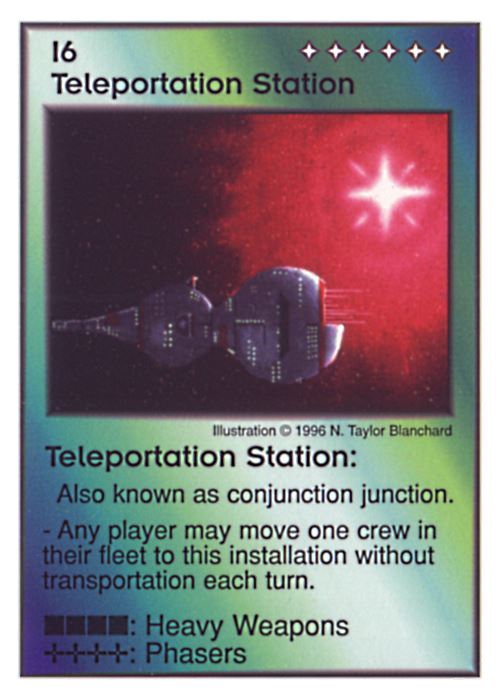 I6
Teleportation Station
Illustration © 1996 N. Taylor Blanchard
Teleportation Station:
Also known as conjunction junction.
- Any player may move one crew in
their fleet to this installation without
transportation each turn.
: Heavy Weapons
: Phasers